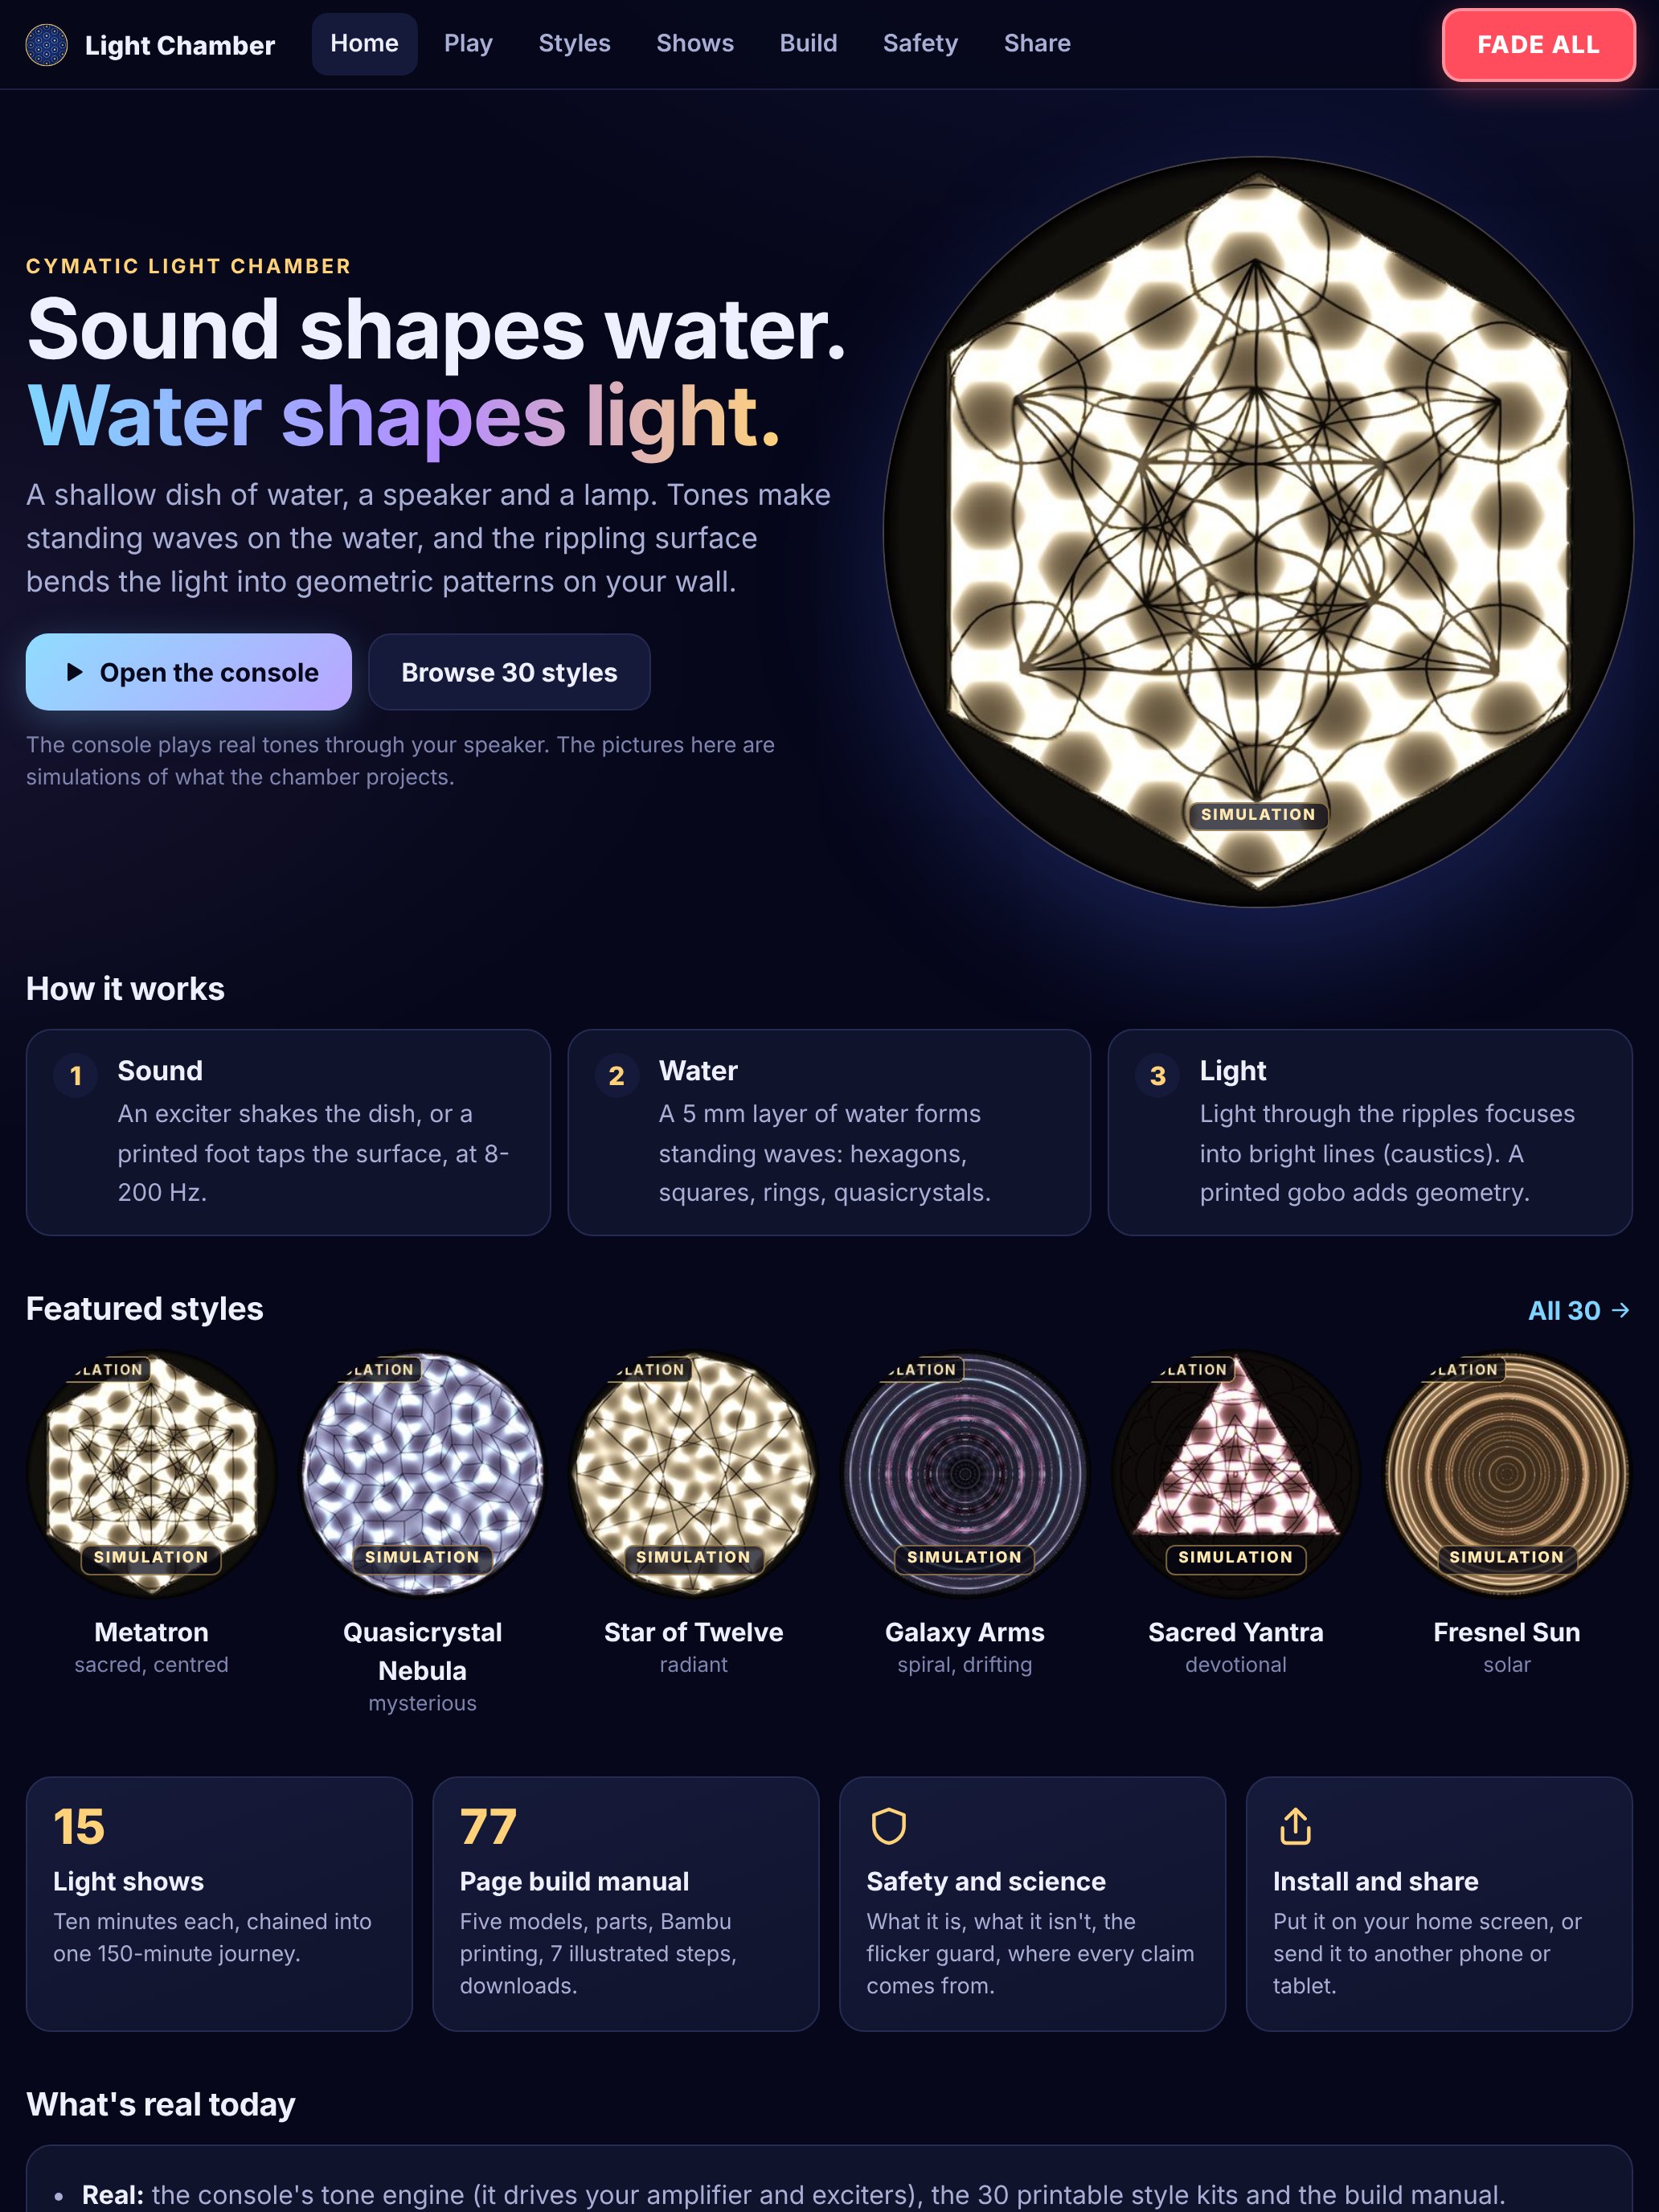 Light Chamber
Home
Play
Styles
Shows
Build
Safety
Share
FADE ALL
CYMATIC LIGHT CHAMBER
Sound shapes water.
Water shapes light.
A shallow dish of water, a speaker and a lamp. Tones make
standing waves on the water, and the rippling surface
bends the light into geometric patterns on your wall.
Open the console
Browse 30 styles
The console plays real tones through your speaker. The pictures here are
simulations of what the chamber projects.
SIMULATION
How it works
1
Sound
An exciter shakes the dish, or a
printed foot taps the surface, at 8-
200 Hz.
2
Water
A 5 mm layer of water forms
standing waves: hexagons,
squares, rings, quasicrystals.
3
Light
Light through the ripples focuses
into bright lines (caustics). A
printed gobo adds geometry.
Featured styles
All 30 →
LATION
SIMULATION
Metatron
sacred, centred
LATION
SIMULATION
Quasicrystal
Nebula
mysterious
LATION
SIMULATION
Star of Twelve
radiant
LATION
SIMULATION
Galaxy Arms
spiral, drifting
LATION
SIMULATION
Sacred Yantra
devotional
LATION
SIMULATION
Fresnel Sun
solar
15
Light shows
Ten minutes each, chained into
one 150-minute journey.
77
Page build manual
Five models, parts, Bambu
printing, 7 illustrated steps,
downloads.
Safety and science
What it is, what it isn't, the
flicker guard, where every claim
comes from.
Install and share
Put it on your home screen, or
send it to another phone or
tablet.
What's real today
• Real: the console's tone engine (it drives your amplifier and exciters), the 30 printable style kits and the build manual.